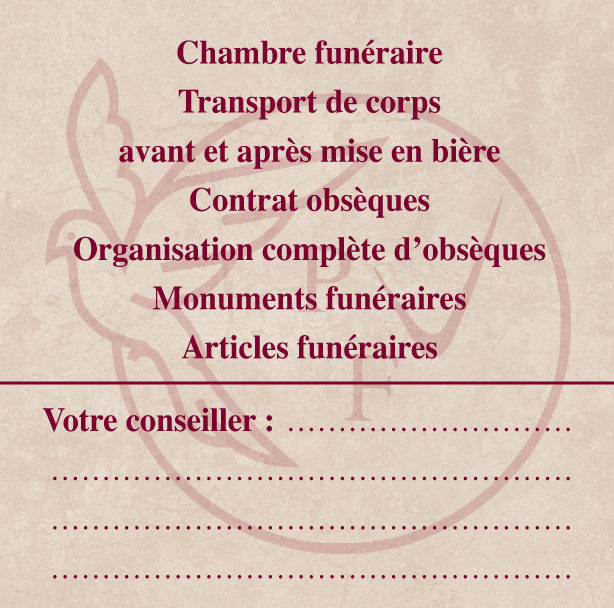 Chambre funéraire
Transport de corps
avant et après mise en bière
Contrat obsèques
Organisation complète d’obsèques
P
Monuments funéraires
Articles funéraires
F
Votre conseiller : ..............................
..................................................
..................................................
..................................................